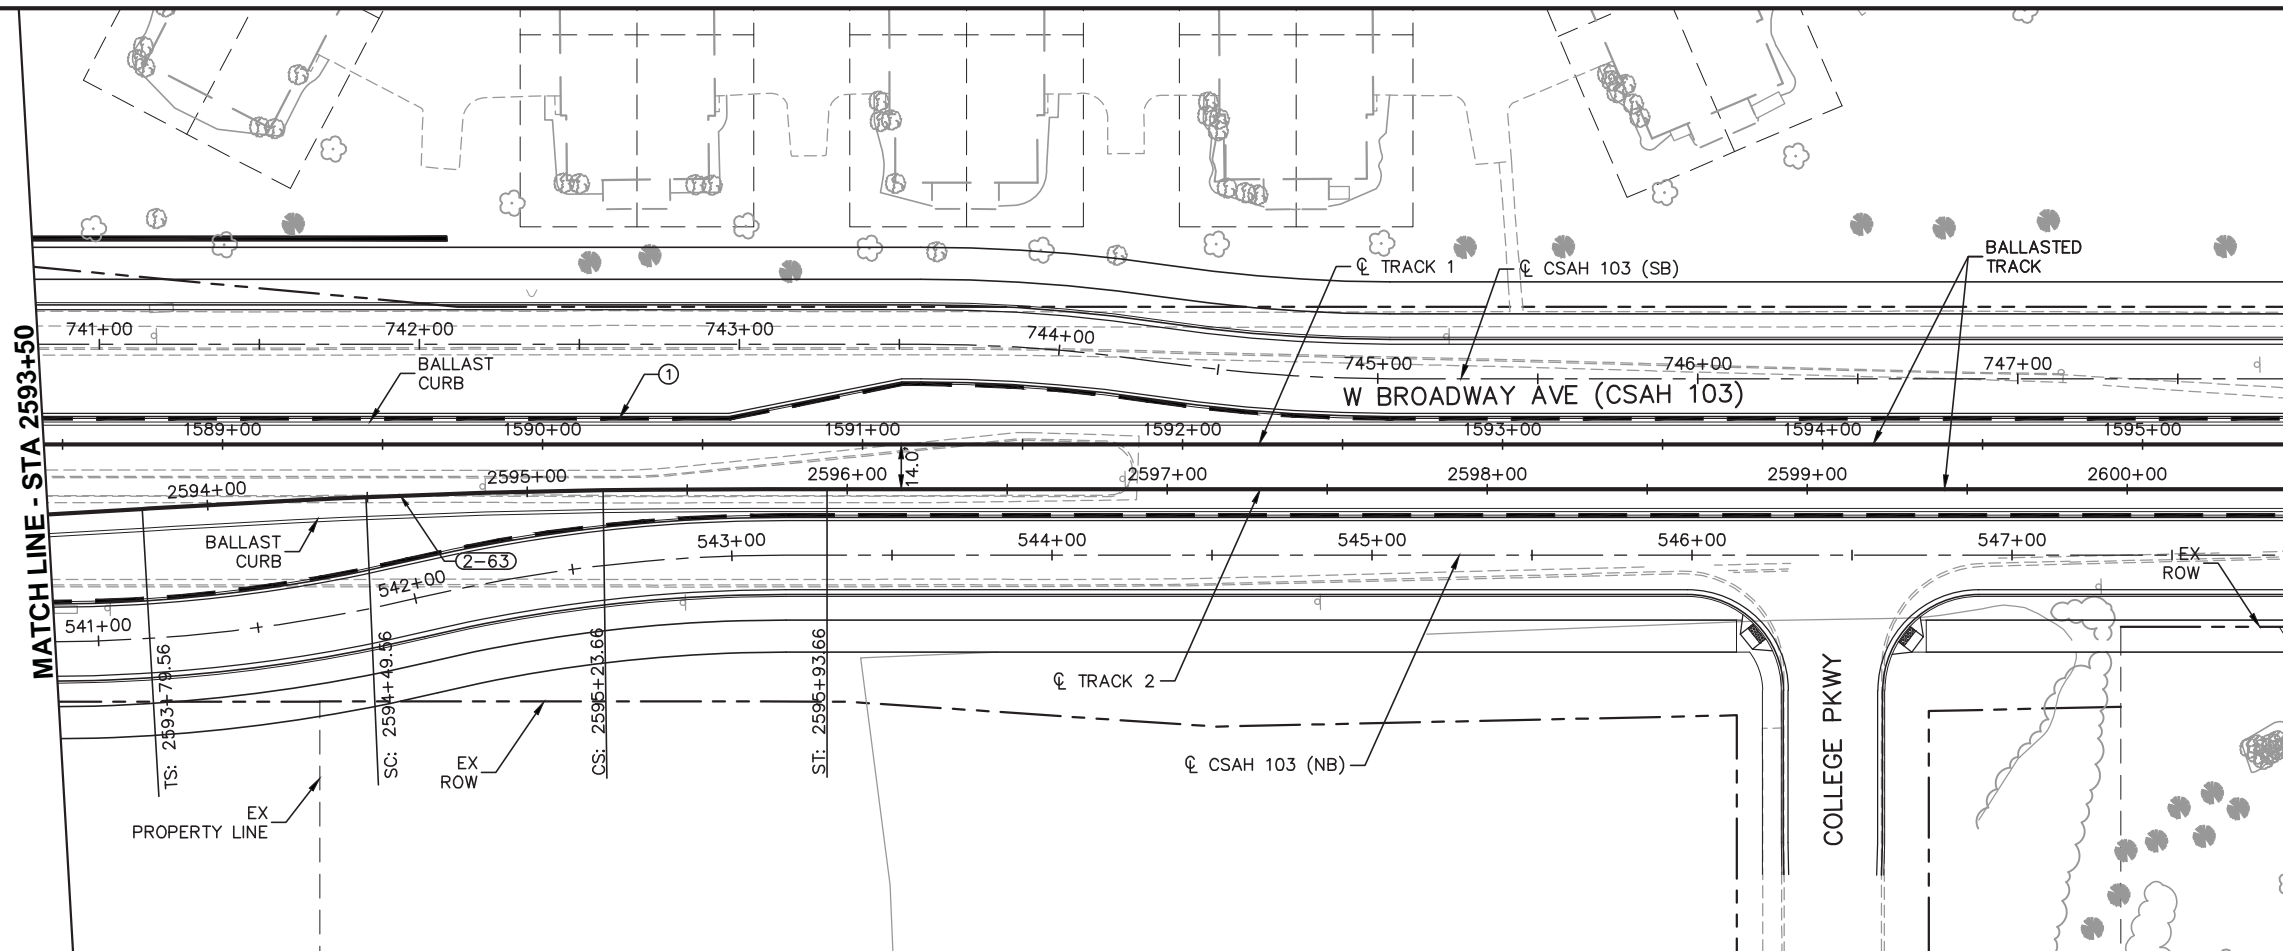 MATCH LINE - STA 2593+50
℄ TRACK 1
℄ CSAH 103 (SB)
BALLASTED
TRACK
741+00
742+00
743+00
744+00
745+00
746+00
747+00
BALLAST
CURB
1
W BROADWAY AVE (CSAH 103)
1589+00
1590+00
1591+00
1592+00
1593+00
1594+00
1595+00
14.0'
2594+00
2595+00
2596+00
2597+00
2598+00
2599+00
2600+00
BALLAST
CURB
2-63
541+00
542+00
543+00
544+00
545+00
546+00
547+00
EX
ROW
TS: 2593+79.56
SC: 2594+49.56
CS: 2595+23.66
ST: 2595+93.66
℄ TRACK 2
℄ CSAH 103 (NB)
EX
ROW
EX
PROPERTY LINE
COLLEGE PKWY